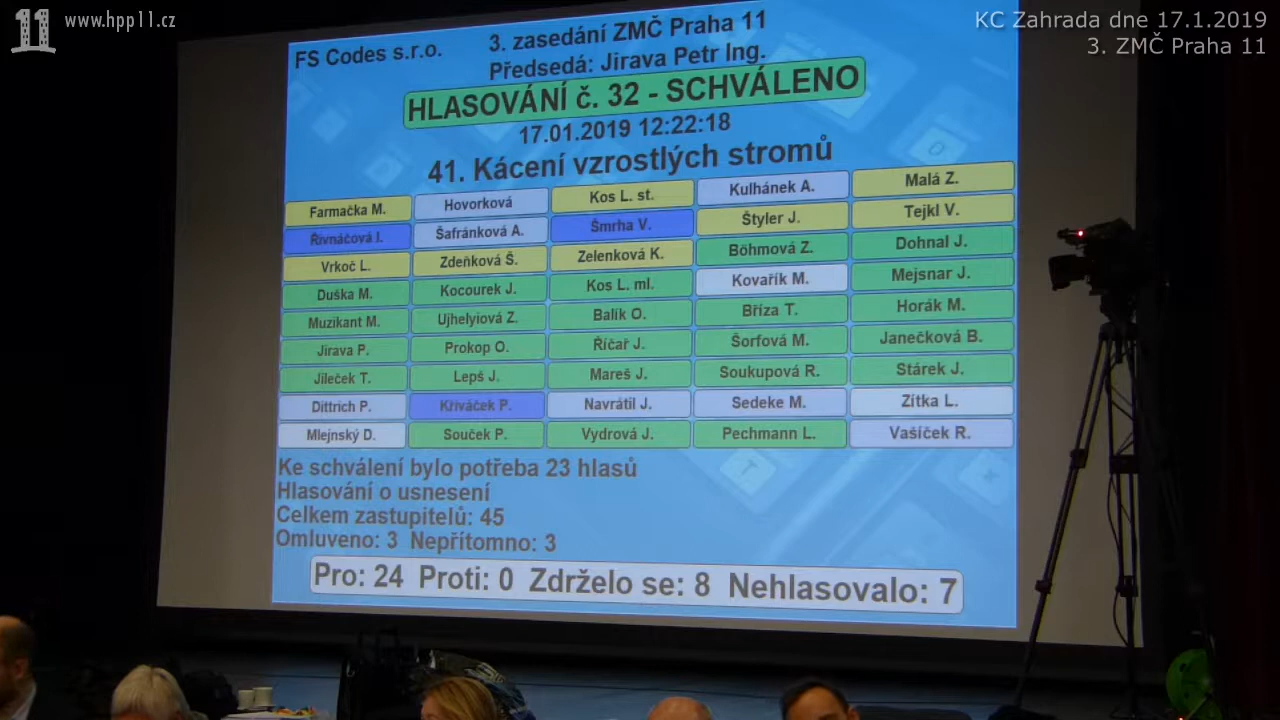 11 www.hpp11.cz
KC Zahrada dne 17.1.2019
3. ZMČ Praha 11
FS Codes s.r.o.
3. zasedání ZMČ Praha 11
Předsedá: Jirava Petr Ing.
HLASOVÁNÍ č. 32 - SCHVÁLENO
17.01.2019 12:22:18
41. Kácení vzrostlých stromů
Farmačka M. Hovorková Kos L. st. Kulhánek A. Malá Z.
Řivnáčová I. Šafránková A. Šmrha V. Štyler J. Tejkl V.
Vrkoč L. Zdeňková Š. Zelenková K. Böhmová Z. Dohnal J.
Duška M. Kocourek J. Kos L. ml. Kovařík M. Mejsnar J.
Muzikant M. Ujhelyiová Z. Balík O. Bříza T. Horák M.
Jirava P. Prokop O. Říčař J. Šorfová M. Janečková B.
Jíleček T. Lepš J. Mareš J. Soukupová R. Stárek J.
Dittrich P. Křiváček P. Navrátil J. Sedeke M. Zítka L.
Mlejnský D. Souček P. Vydrová J. Pechmann L. Vašíček R.
Ke schválení bylo potřeba 23 hlasů
Hlasování o usnesení
Celkem zastupitelů: 45
Omluveno: 3 Nepřítomno: 3
Pro: 24 Proti: 0 Zdrželo se: 8 Nehlasovalo: 7